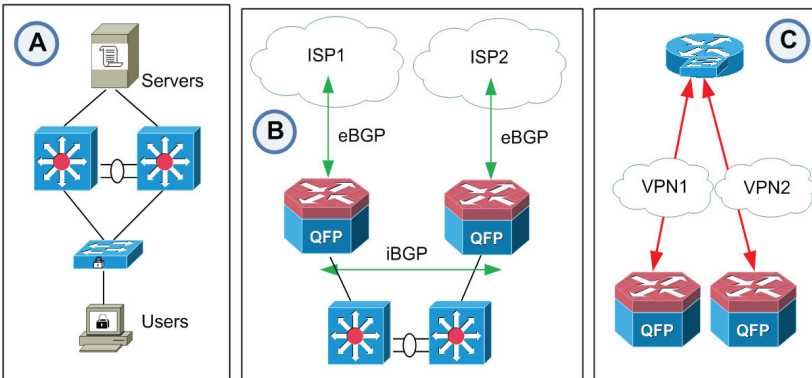 A
Servers
Users
B
ISP1
ISP2
eBGP
eBGP
QFP
QFP
iBGP
C
VPN1
VPN2
QFP
QFP